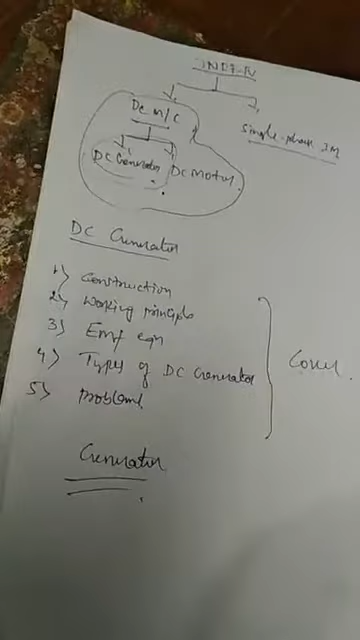 UNIT-IV
DC M/C
Single-phase IM
DC Generator
DC Motor
DC Generator
1) Construction
2) Working principle
3) Emf eqn
4) Types of DC Generator
5) Problems
Cover.
Generator